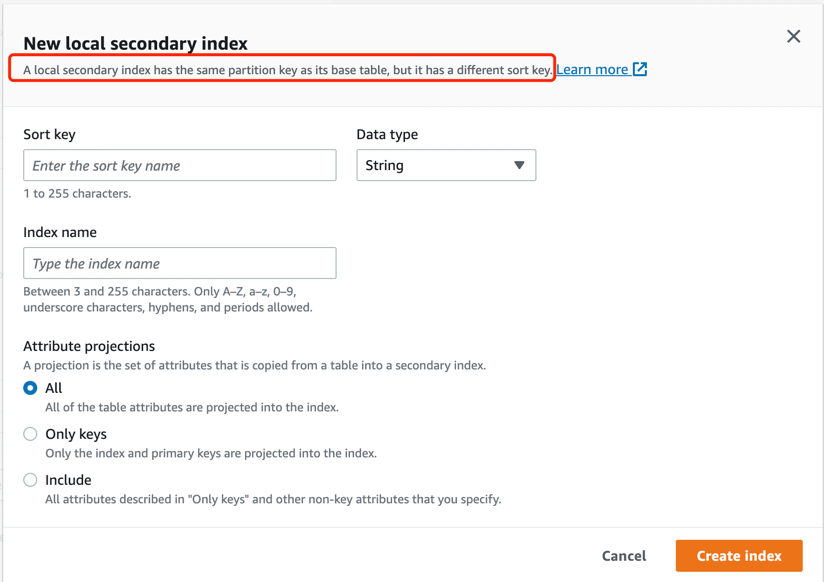 New local secondary index
A local secondary index has the same partition key as its base table, but it has a different sort key. Learn more
Sort key
Data type
Enter the sort key name
String
1 to 255 characters.
Index name
Type the index name
Between 3 and 255 characters. Only A–Z, a–z, 0–9,
underscore characters, hyphens, and periods allowed.
Attribute projections
A projection is the set of attributes that is copied from a table into a secondary index.
All
All of the table attributes are projected into the index.
Only keys
Only the index and primary keys are projected into the index.
Include
All attributes described in "Only keys" and other non-key attributes that you specify.
Cancel
Create index